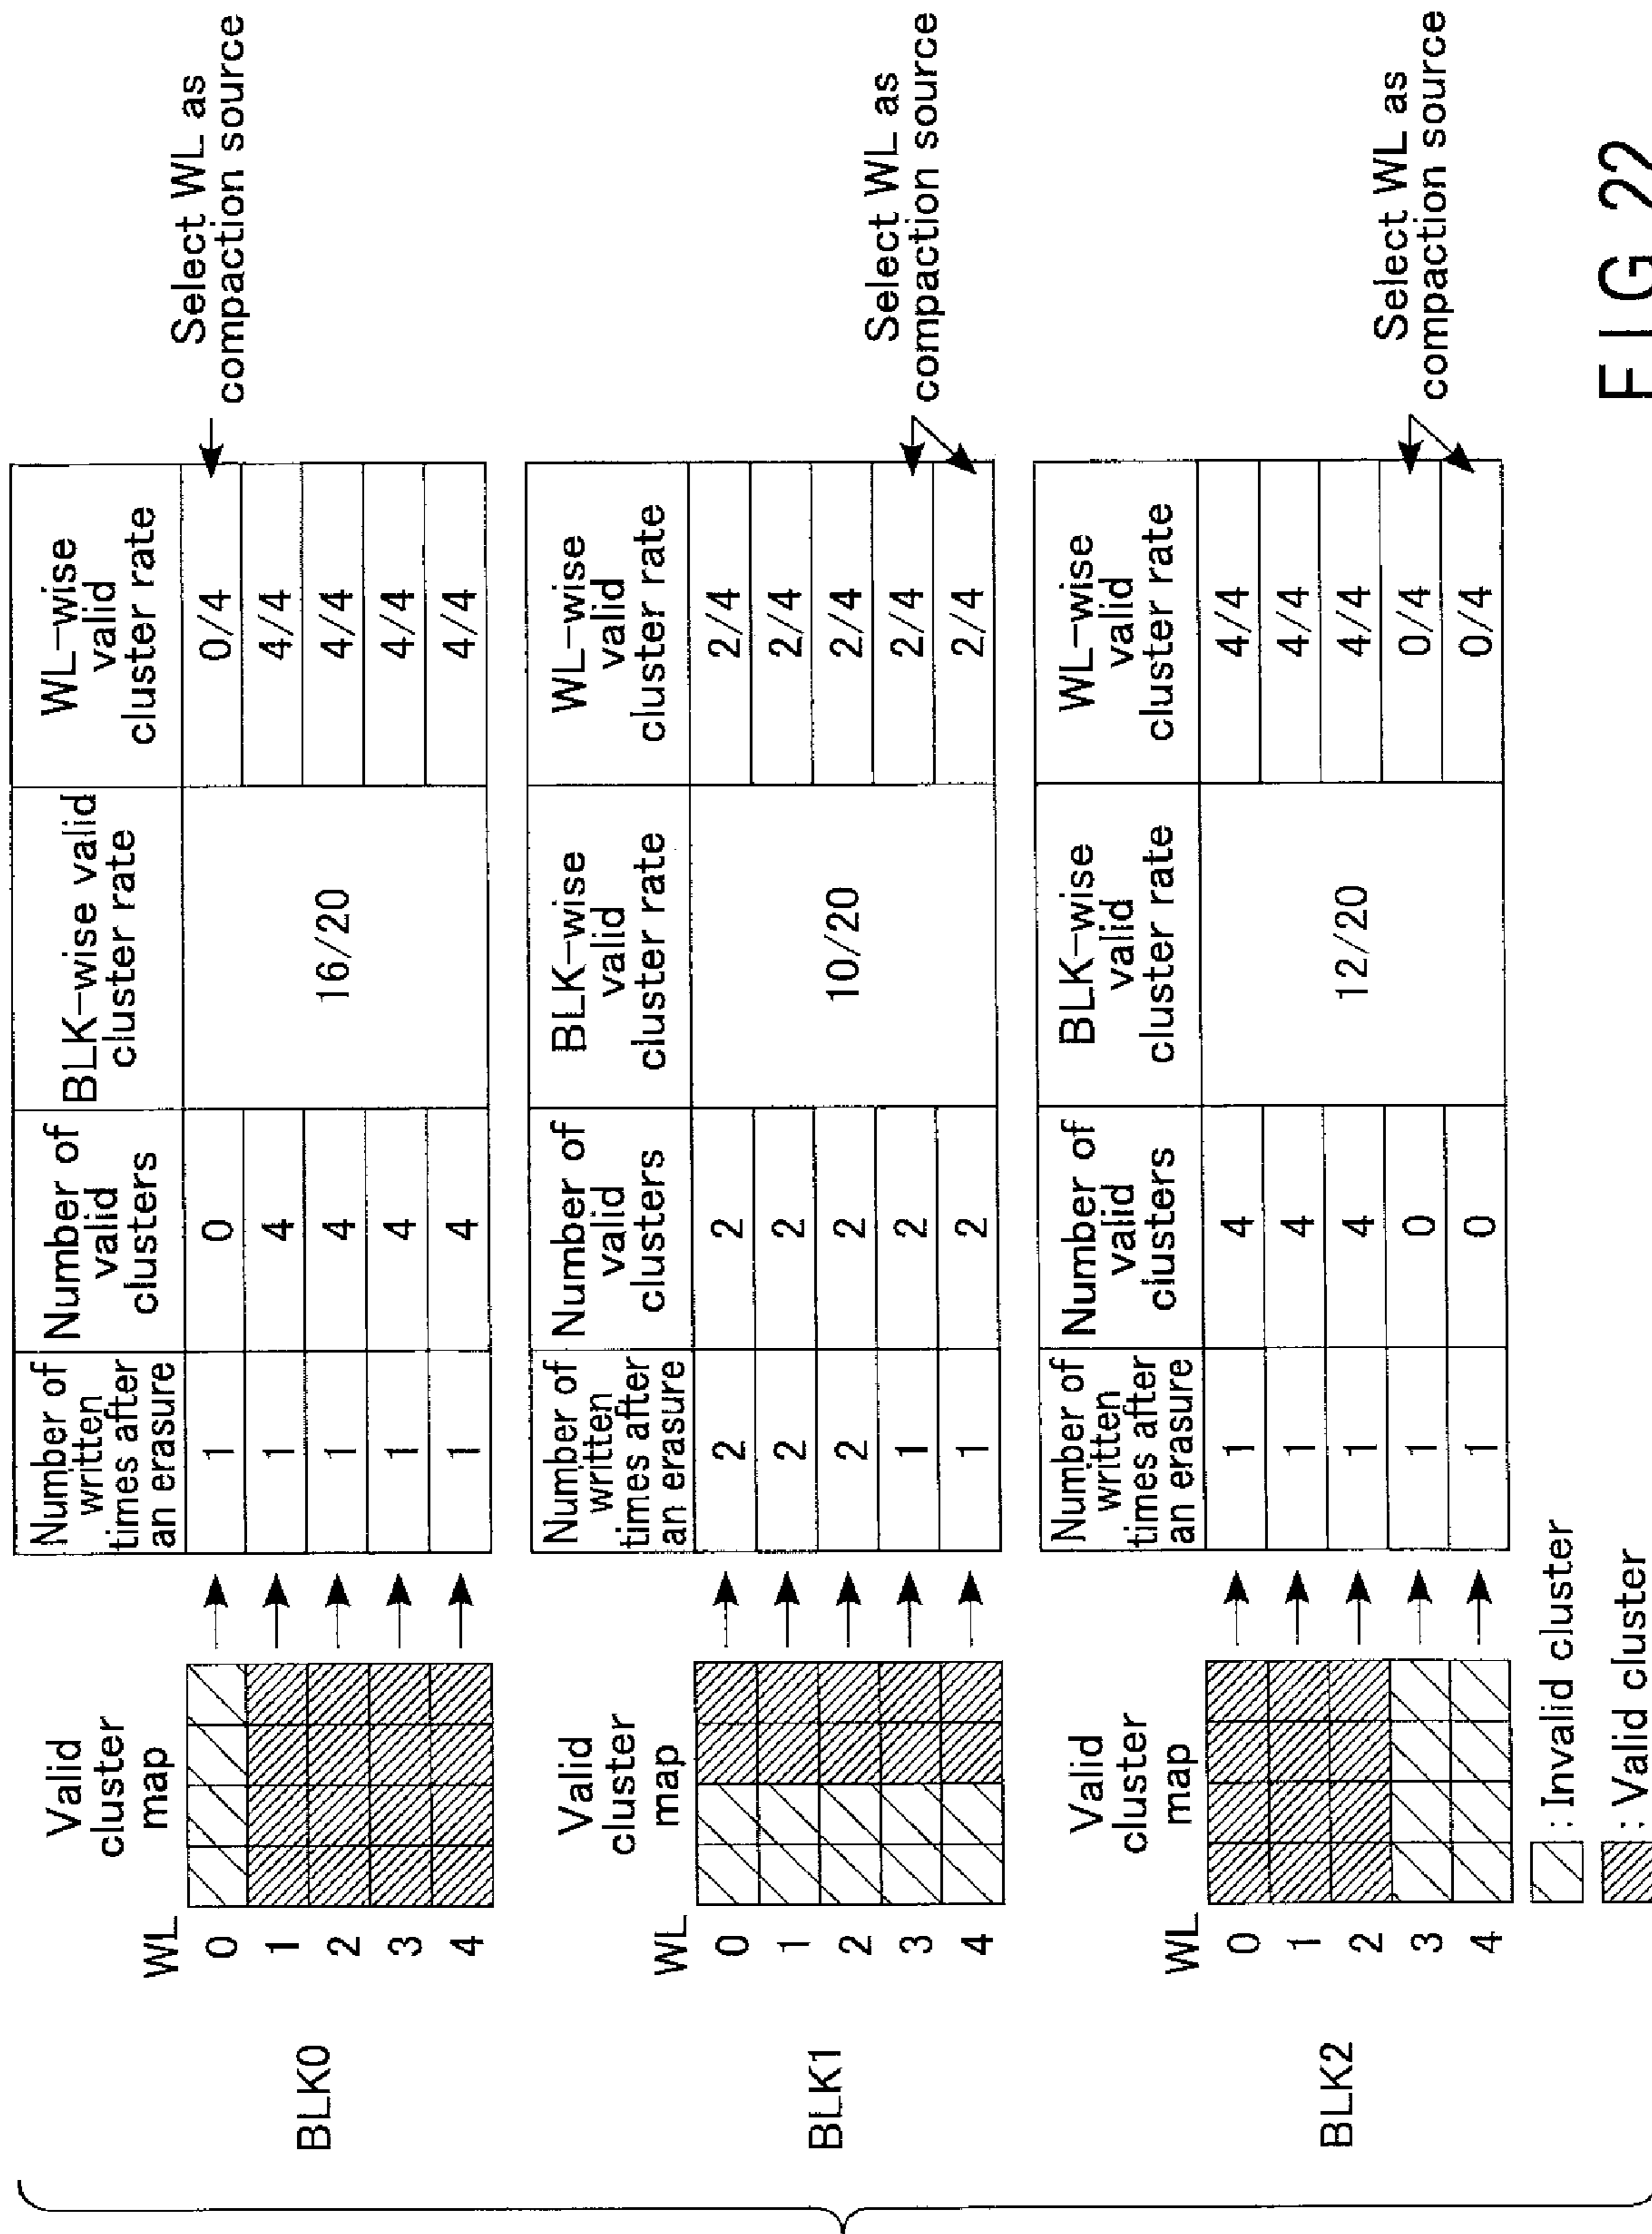 BLK0
WL
0
1
2
3
4
Valid
cluster
map
Number of
written
times after
an erasure
Number of
valid
clusters
BLK-wise valid
cluster rate
WL-wise
valid
cluster rate
1 0 16/20 0/4
1 4 4/4
1 4 4/4
1 4 4/4
1 4 4/4
Select WL as
compaction source
BLK1
WL
0
1
2
3
4
Valid
cluster
map
Number of
written
times after
an erasure
Number of
valid
clusters
BLK-wise
valid
cluster rate
WL-wise
valid
cluster rate
2 2 10/20 2/4
2 2 2/4
2 2 2/4
1 2 2/4
1 2 2/4
Select WL as
compaction source
BLK2
WL
0
1
2
3
4
Valid
cluster
map
Number of
written
times after
an erasure
Number of
valid
clusters
BLK-wise
valid
cluster rate
WL-wise
valid
cluster rate
1 4 12/20 4/4
1 4 4/4
1 4 4/4
1 0 0/4
1 0 0/4
Select WL as
compaction source
: Invalid cluster
: Valid cluster
FIG 22